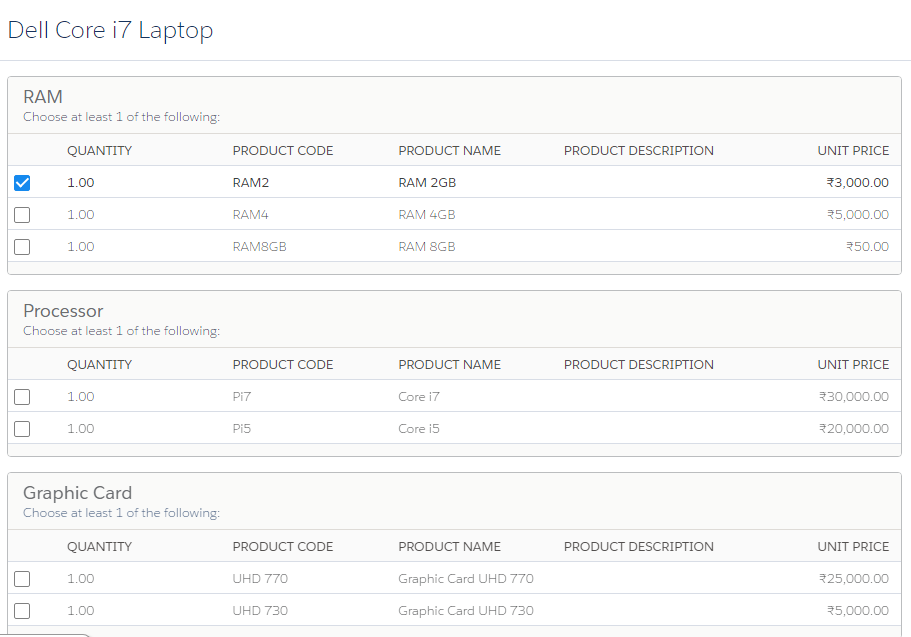 Dell Core i7 Laptop
RAM
Choose at least 1 of the following:
QUANTITY PRODUCT CODE PRODUCT NAME PRODUCT DESCRIPTION UNIT PRICE
1.00 RAM2 RAM 2GB ₹3,000.00
1.00 RAM4 RAM 4GB ₹5,000.00
1.00 RAM8GB RAM 8GB ₹50.00
Processor
Choose at least 1 of the following:
QUANTITY PRODUCT CODE PRODUCT NAME PRODUCT DESCRIPTION UNIT PRICE
1.00 Pi7 Core i7 ₹30,000.00
1.00 Pi5 Core i5 ₹20,000.00
Graphic Card
Choose at least 1 of the following:
QUANTITY PRODUCT CODE PRODUCT NAME PRODUCT DESCRIPTION UNIT PRICE
1.00 UHD 770 Graphic Card UHD 770 ₹25,000.00
1.00 UHD 730 Graphic Card UHD 730 ₹5,000.00